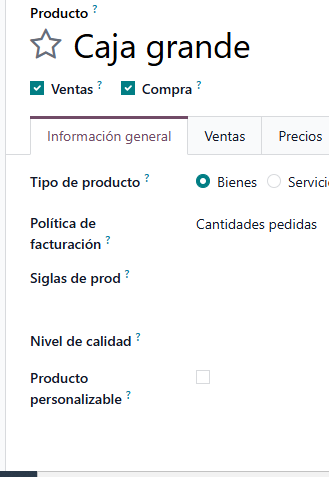 Producto ?
Caja grande
Ventas ? Compra ?
Información general Ventas Precios
Tipo de producto ? Bienes Servici
Política de
facturación ? Cantidades pedidas
Siglas de prod ?
Nivel de calidad ?
Producto
personalizable ?